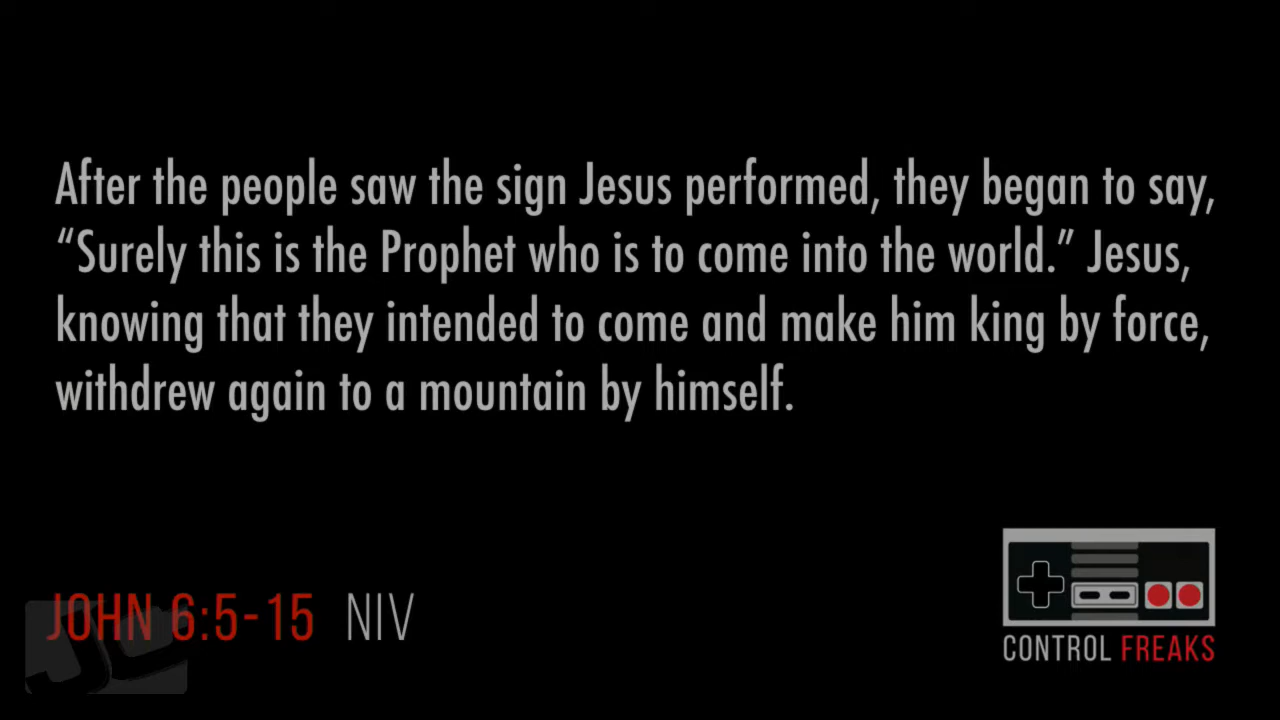 After the people saw the sign Jesus performed, they began to say,
“Surely this is the Prophet who is to come into the world.” Jesus,
knowing that they intended to come and make him king by force,
withdrew again to a mountain by himself.
JOHN 6:5-15 NIV
CONTROL FREAKS